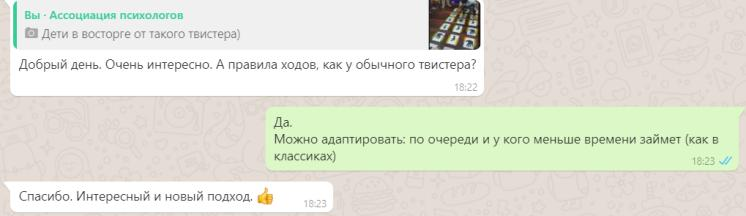 Вы · Ассоциация психологов
Дети в восторге от такого твистера)
Добрый день. Очень интересно. А правила ходов, как у обычного твистера?
18:22
Да.
Можно адаптировать: по очереди и у кого меньше времени займет (как в
классиках)
18:23
Спасибо. Интересный и новый подход. 👍
18:23